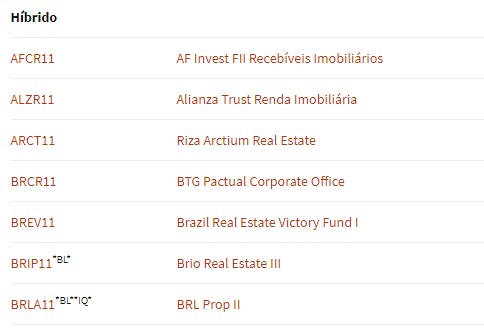 Híbrido
AFCR11 AF Invest FII Recebíveis Imobiliários
ALZR11 Alianza Trust Renda Imobiliária
ARCT11 Riza Arctium Real Estate
BRCR11 BTG Pactual Corporate Office
BREV11 Brazil Real Estate Victory Fund I
BRIP11*BL* Brio Real Estate III
BRLA11*BL**IQ* BRL Prop II